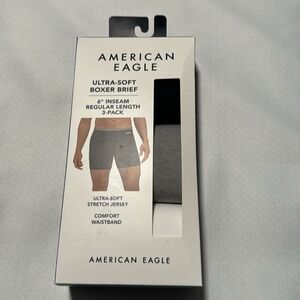 AMERICAN
EAGLE
ULTRA-SOFT
BOXER BRIEF
6" INSEAM
REGULAR LENGTH
3-PACK
ULTRA-SOFT
STRETCH JERSEY
COMFORT
WAISTBAND
AMERICAN EAGLE